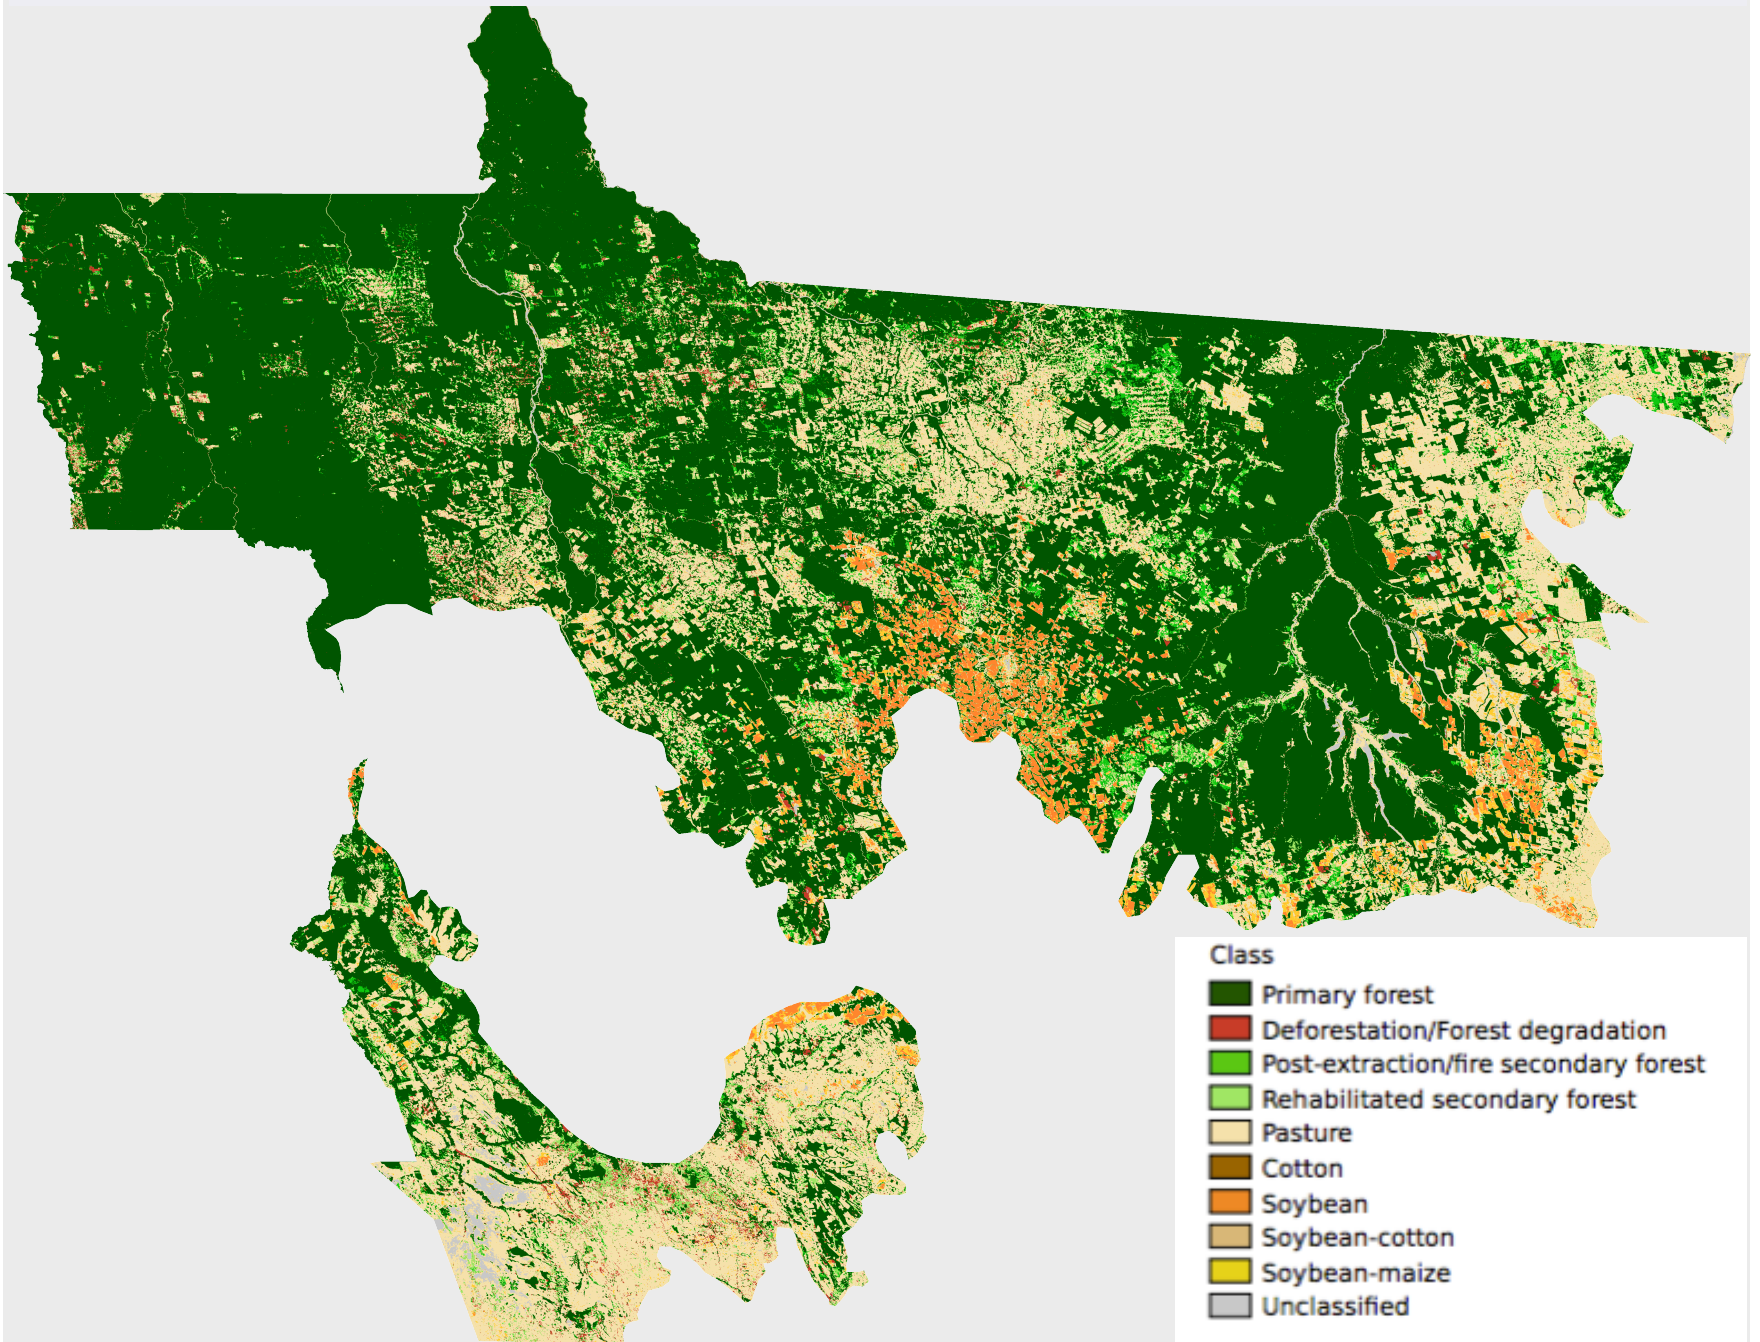 Class
Primary forest
Deforestation/Forest degradation
Post-extraction/fire secondary forest
Rehabilitated secondary forest
Pasture
Cotton
Soybean
Soybean-cotton
Soybean-maize
Unclassified